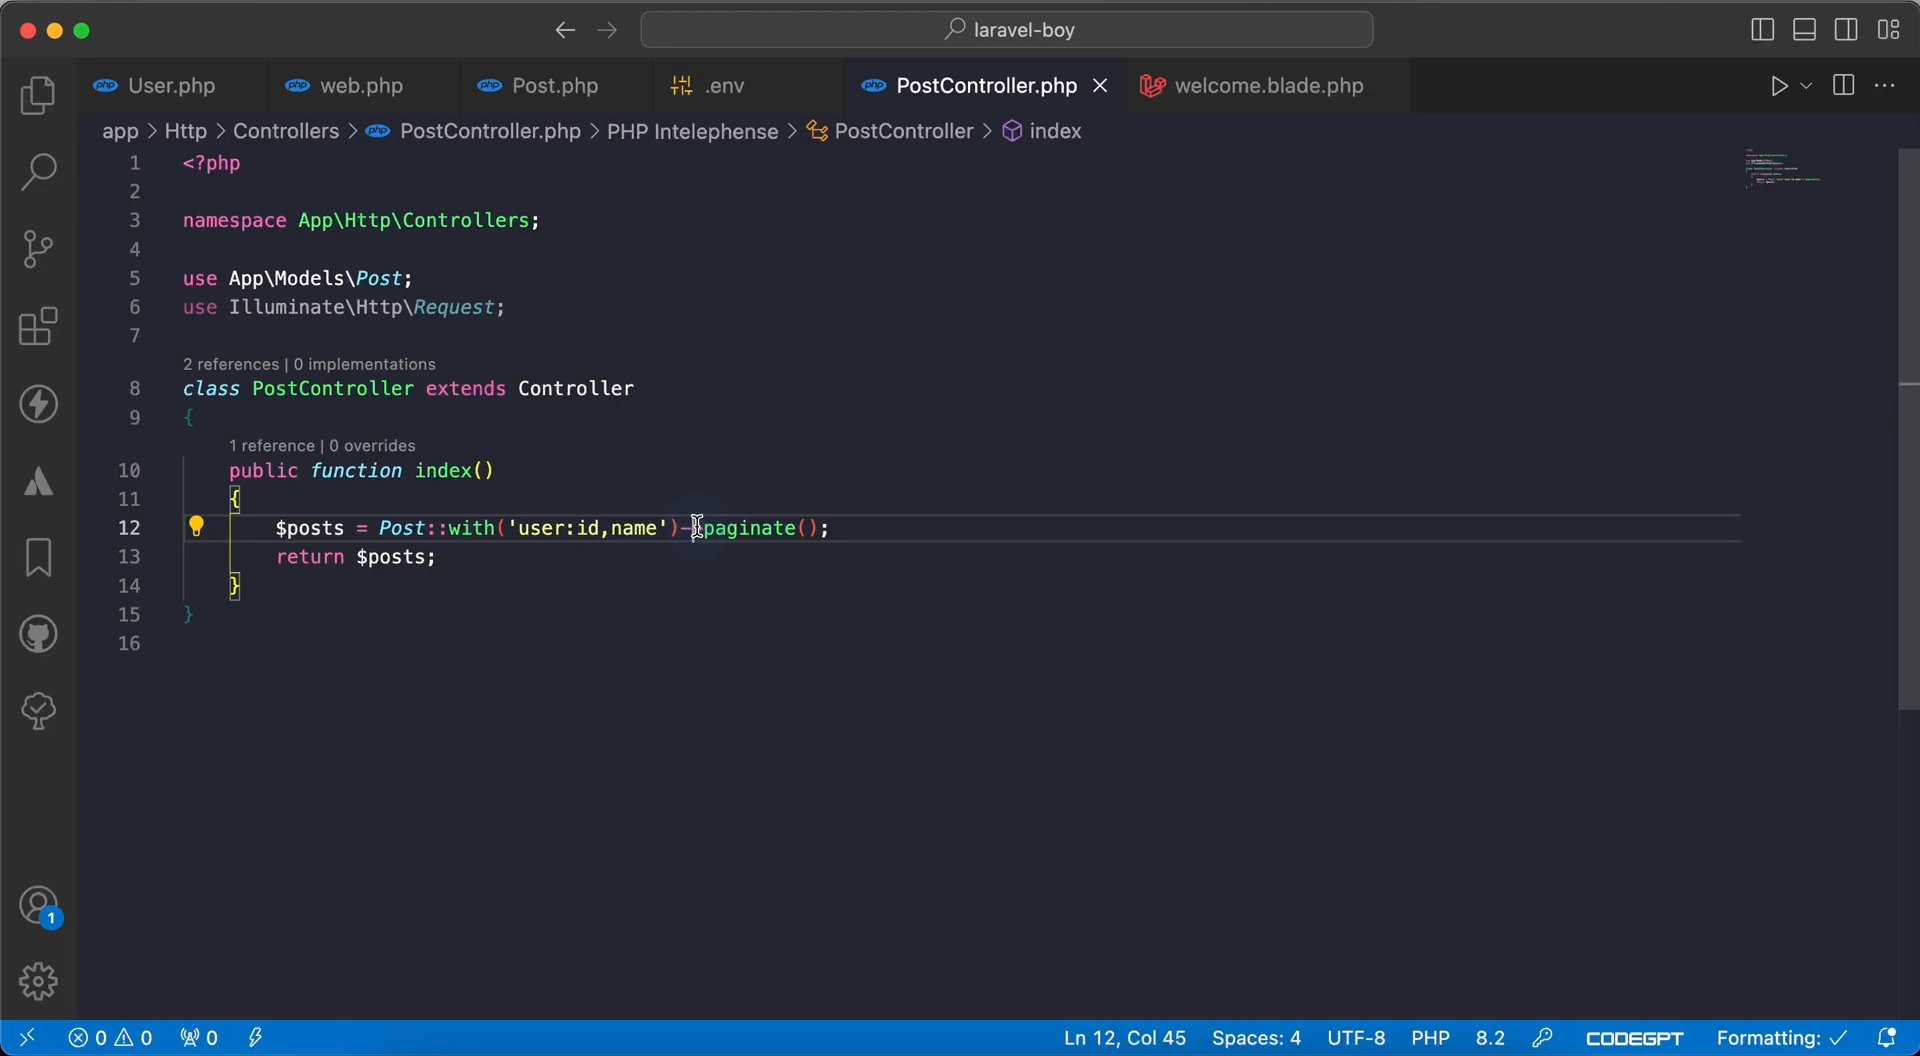 laravel-boy
User.php
web.php
Post.php
.env
PostController.php
welcome.blade.php
app > Http > Controllers > PostController.php > PHP Intelephense > PostController > index
1 <?php
2
3 namespace App\Http\Controllers;
4
5 use App\Models\Post;
6 use Illuminate\Http\Request;
7
2 references | 0 implementations
8 class PostController extends Controller
9 {
1 reference | 0 overrides
10 public function index()
11 {
12 $posts = Post::with('user:id,name')->paginate();
13 return $posts;
14 }
15 }
16
1
0 0 0 Ln 12, Col 45 Spaces: 4 UTF-8 PHP 8.2 CODEGPT Formatting: ✓